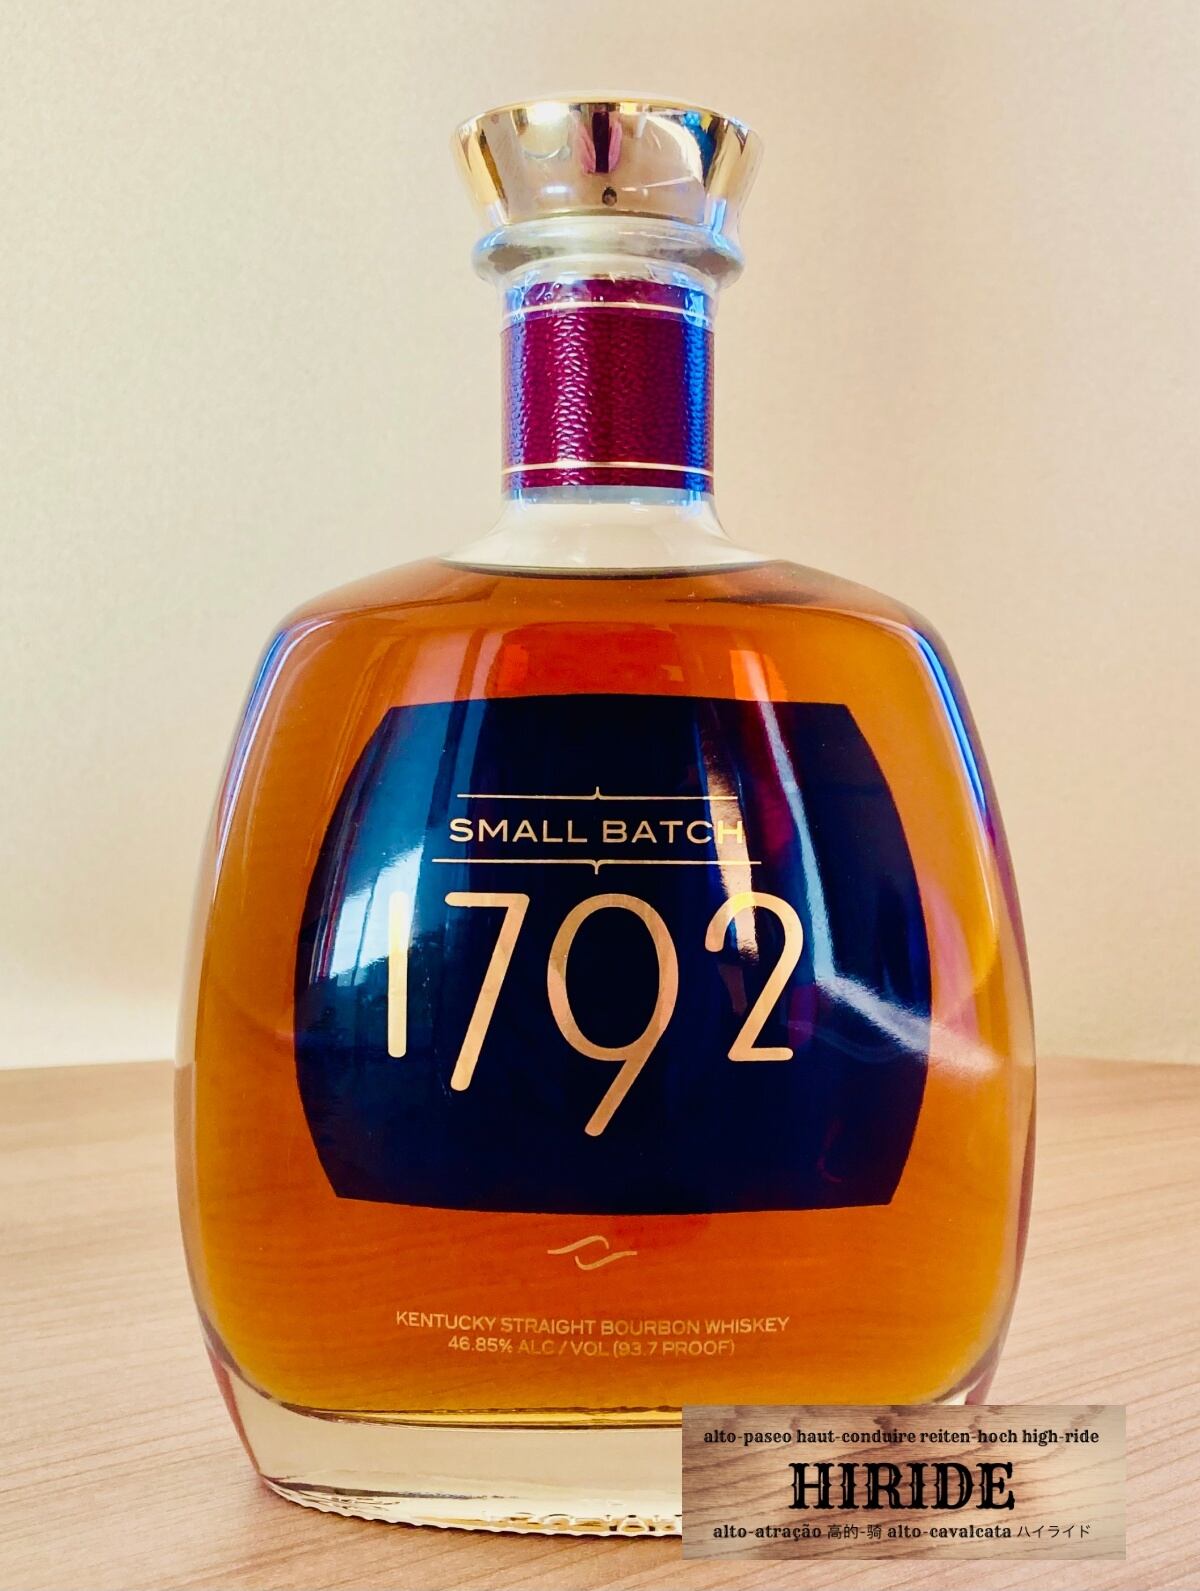 SMALL BATCH
1792
KENTUCKY STRAIGHT BOURBON WHISKEY
46.85% ALC / VOL (93.7 PROOF)
alto-paseo haut-conduire reiten-hoch high-ride
HIRIDE
alto-atração 高的-骑 alto-cavalcata ハイライド